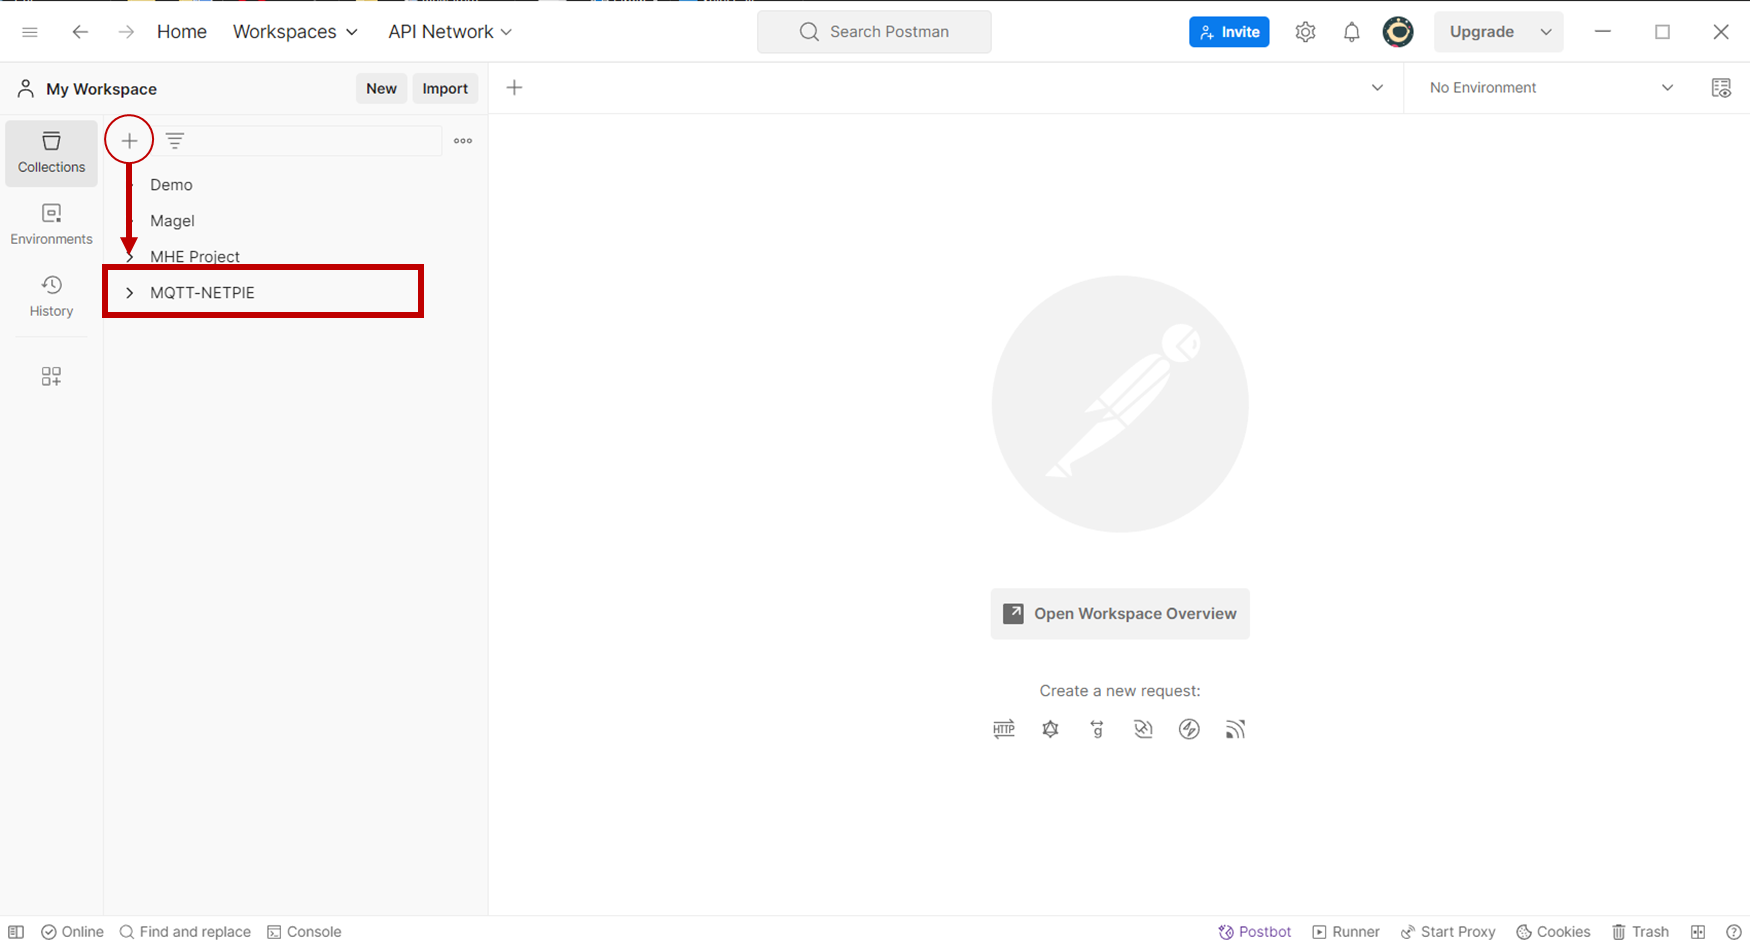 Home Workspaces API Network Search Postman Invite Upgrade
My Workspace New Import No Environment
Collections
Environments
History
Demo
Magel
MHE Project
MQTT-NETPIE
Open Workspace Overview
Create a new request:
HTTP g
Online Find and replace Console Postbot Runner Start Proxy Cookies Trash